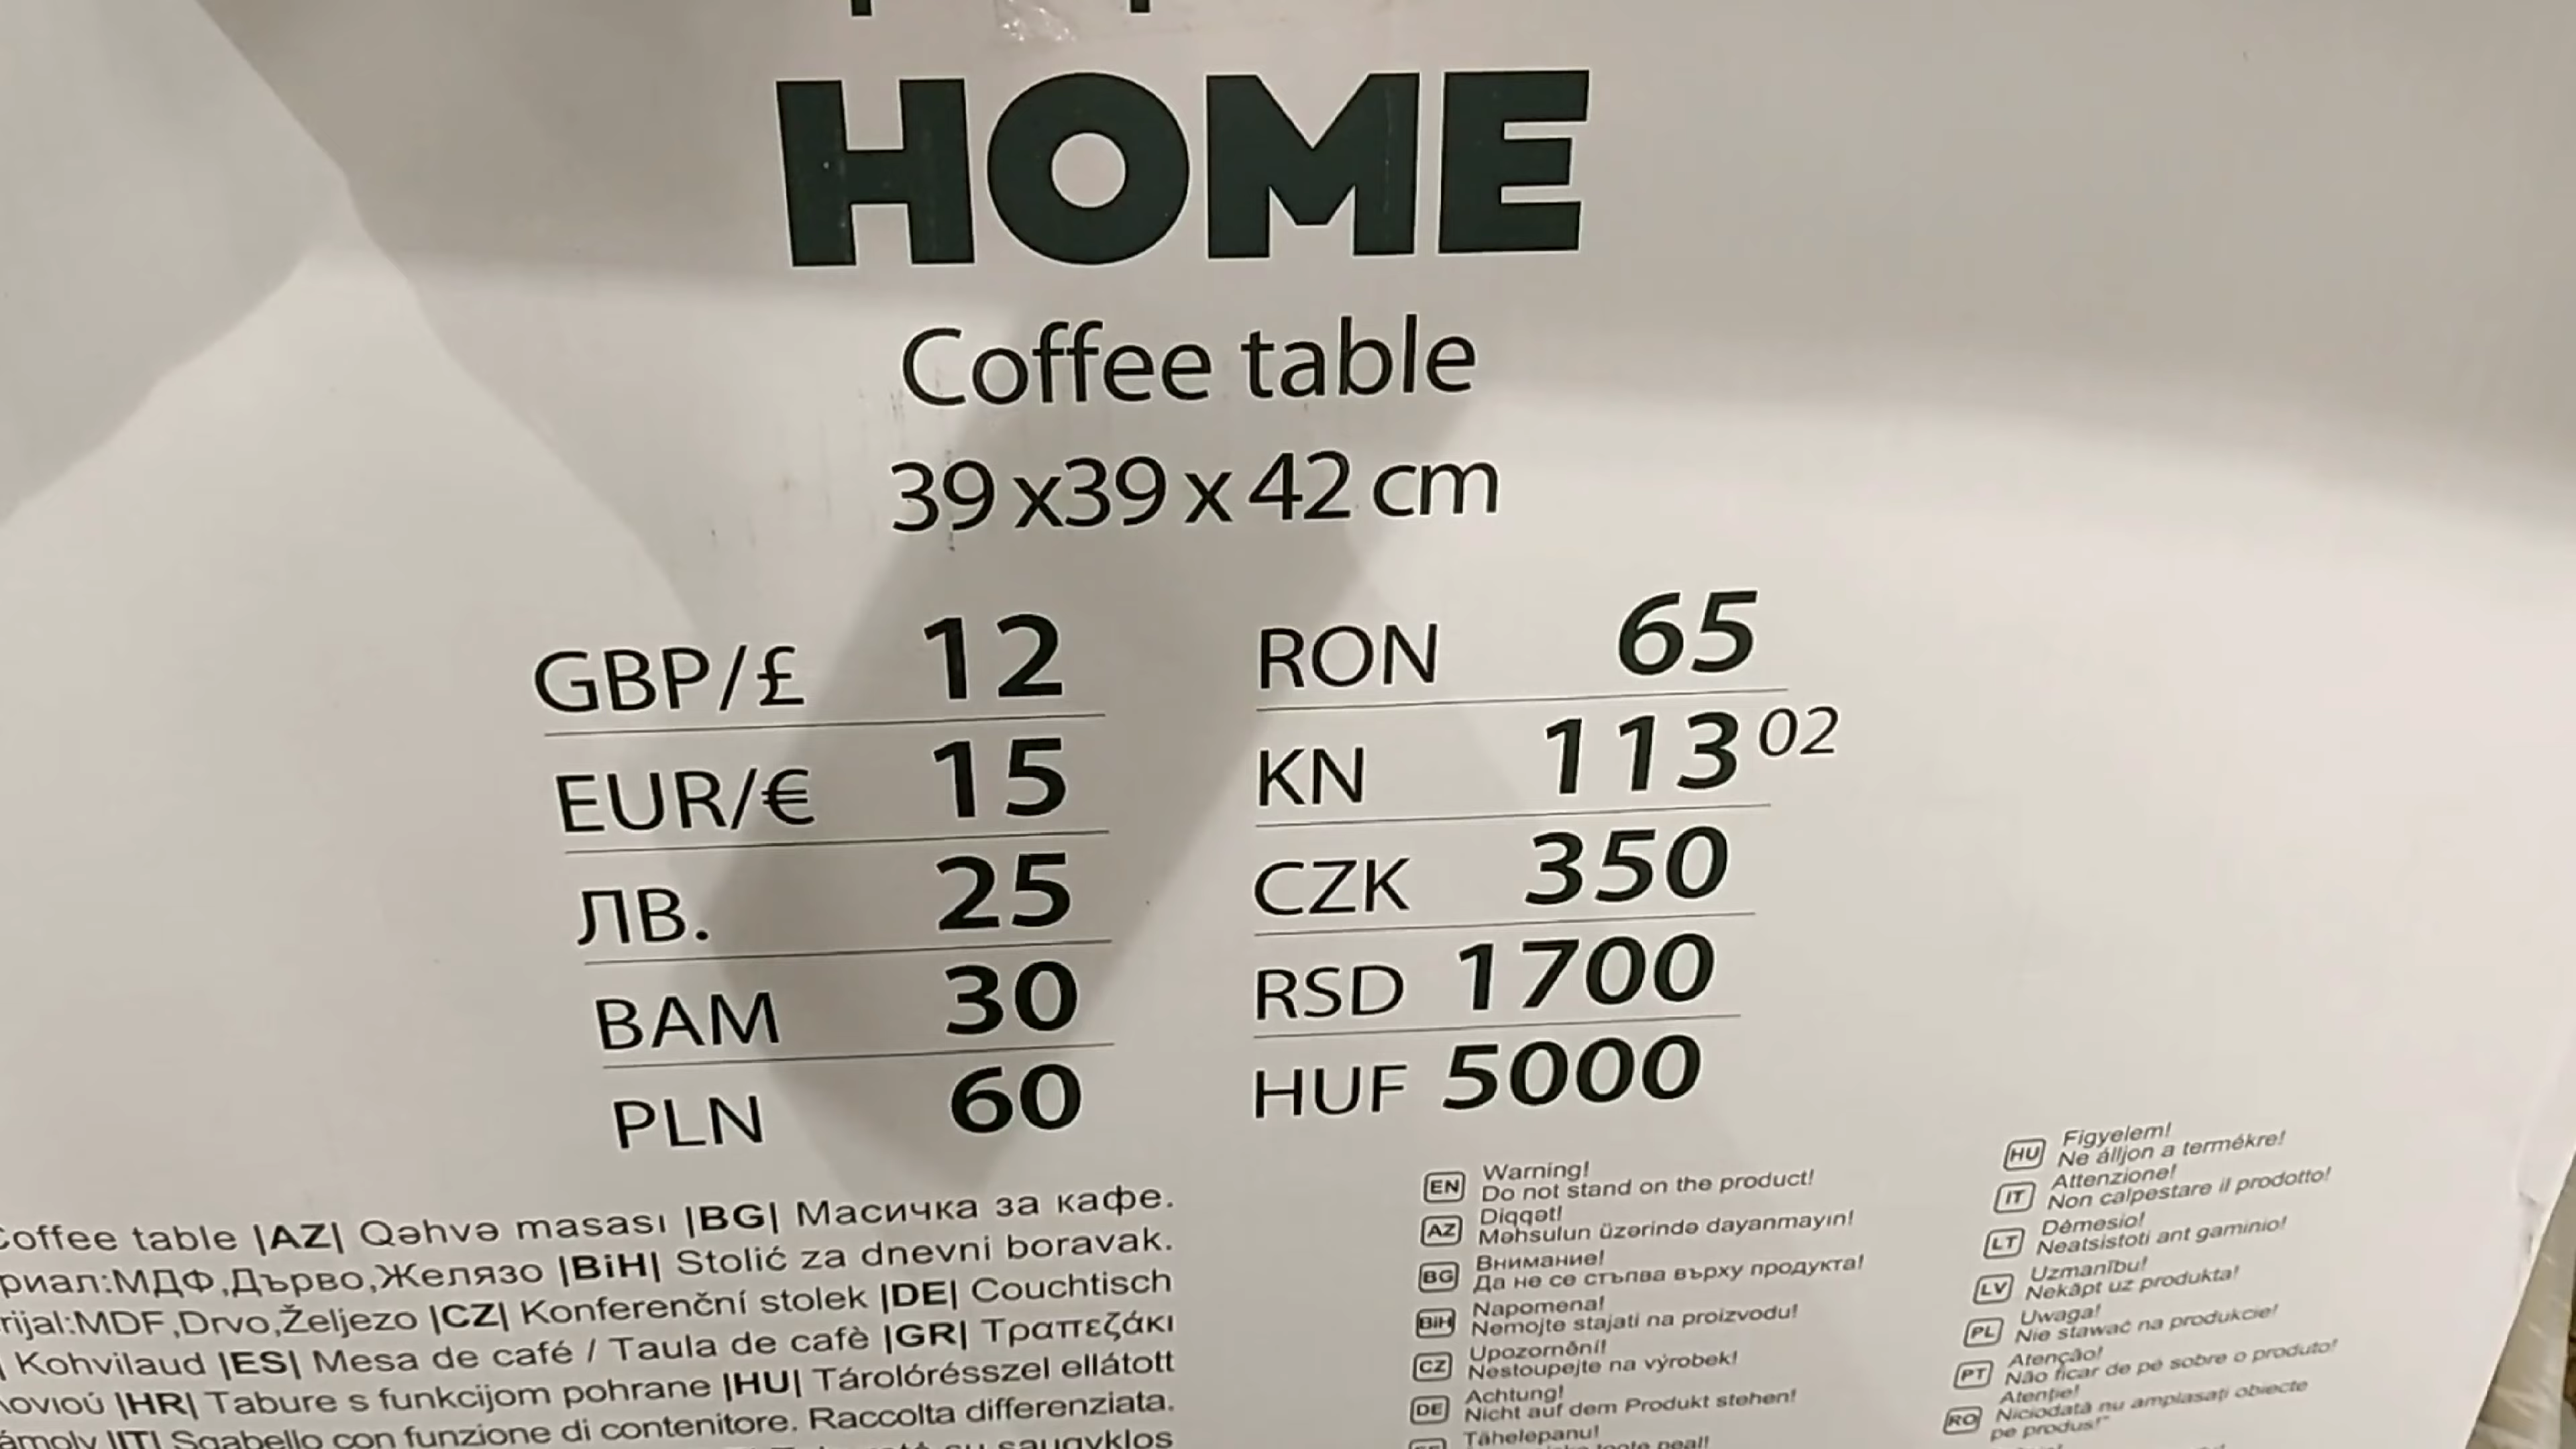 HOME
Coffee table
39 x39 x 42 cm
GBP/£ 12
EUR/€ 15
ЛВ. 25
BAM 30
PLN 60
RON 65
KN 113 02
CZK 350
RSD 1700
HUF 5000
table |AZ| Qəhvə masası |BG| Масичка за кафе.
МДФ,Дърво,Желязо |BiH| Stolić za dnevni boravak.
MDF,Drvo,Željezo |CZ| Konferenční stolek |DE| Couchtisch
Kohvilaud |ES| Mesa de café / Taula de cafè |GR| Τραπεζάκι
|HR| Tabure s funkcijom pohrane |HU| Tárolórésszel ellátott
|IT| Sgabello con funzione di contenitore. Raccolta differenziata.
EN Warning!
Do not stand on the product!
AZ Diqqət!
Məhsulun üzərində dayanmayın!
BG Внимание!
Да не се стъпва върху продукта!
BiH Napomena!
Nemojte stajati na proizvodu!
CZ Upozornění!
Nestoupejte na výrobek!
DE Achtung!
Nicht auf dem Produkt stehen!
Tähelepanu!
HU Figyelem!
Ne álljon a termékre!
IT Attenzione!
Non calpestare il prodotto!
LT Dėmesio!
Neatsistoti ant gaminio!
LV Uzmanību!
Nekāpt uz produkta!
PL Uwaga!
Nie stawać na produkcie!
PT Atenção!
Não ficar de pé sobre o produto!
RO Atenție!
Niciodată nu amplasați obiecte
pe produs!"